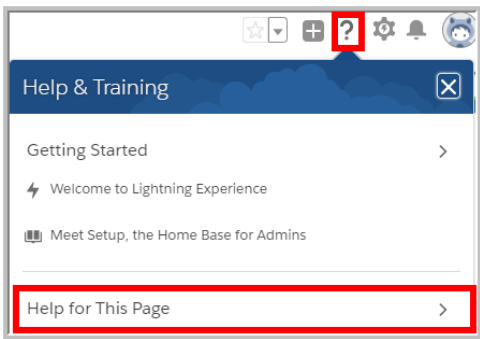 ?
Help & Training
Getting Started
Welcome to Lightning Experience
Meet Setup, the Home Base for Admins
Help for This Page